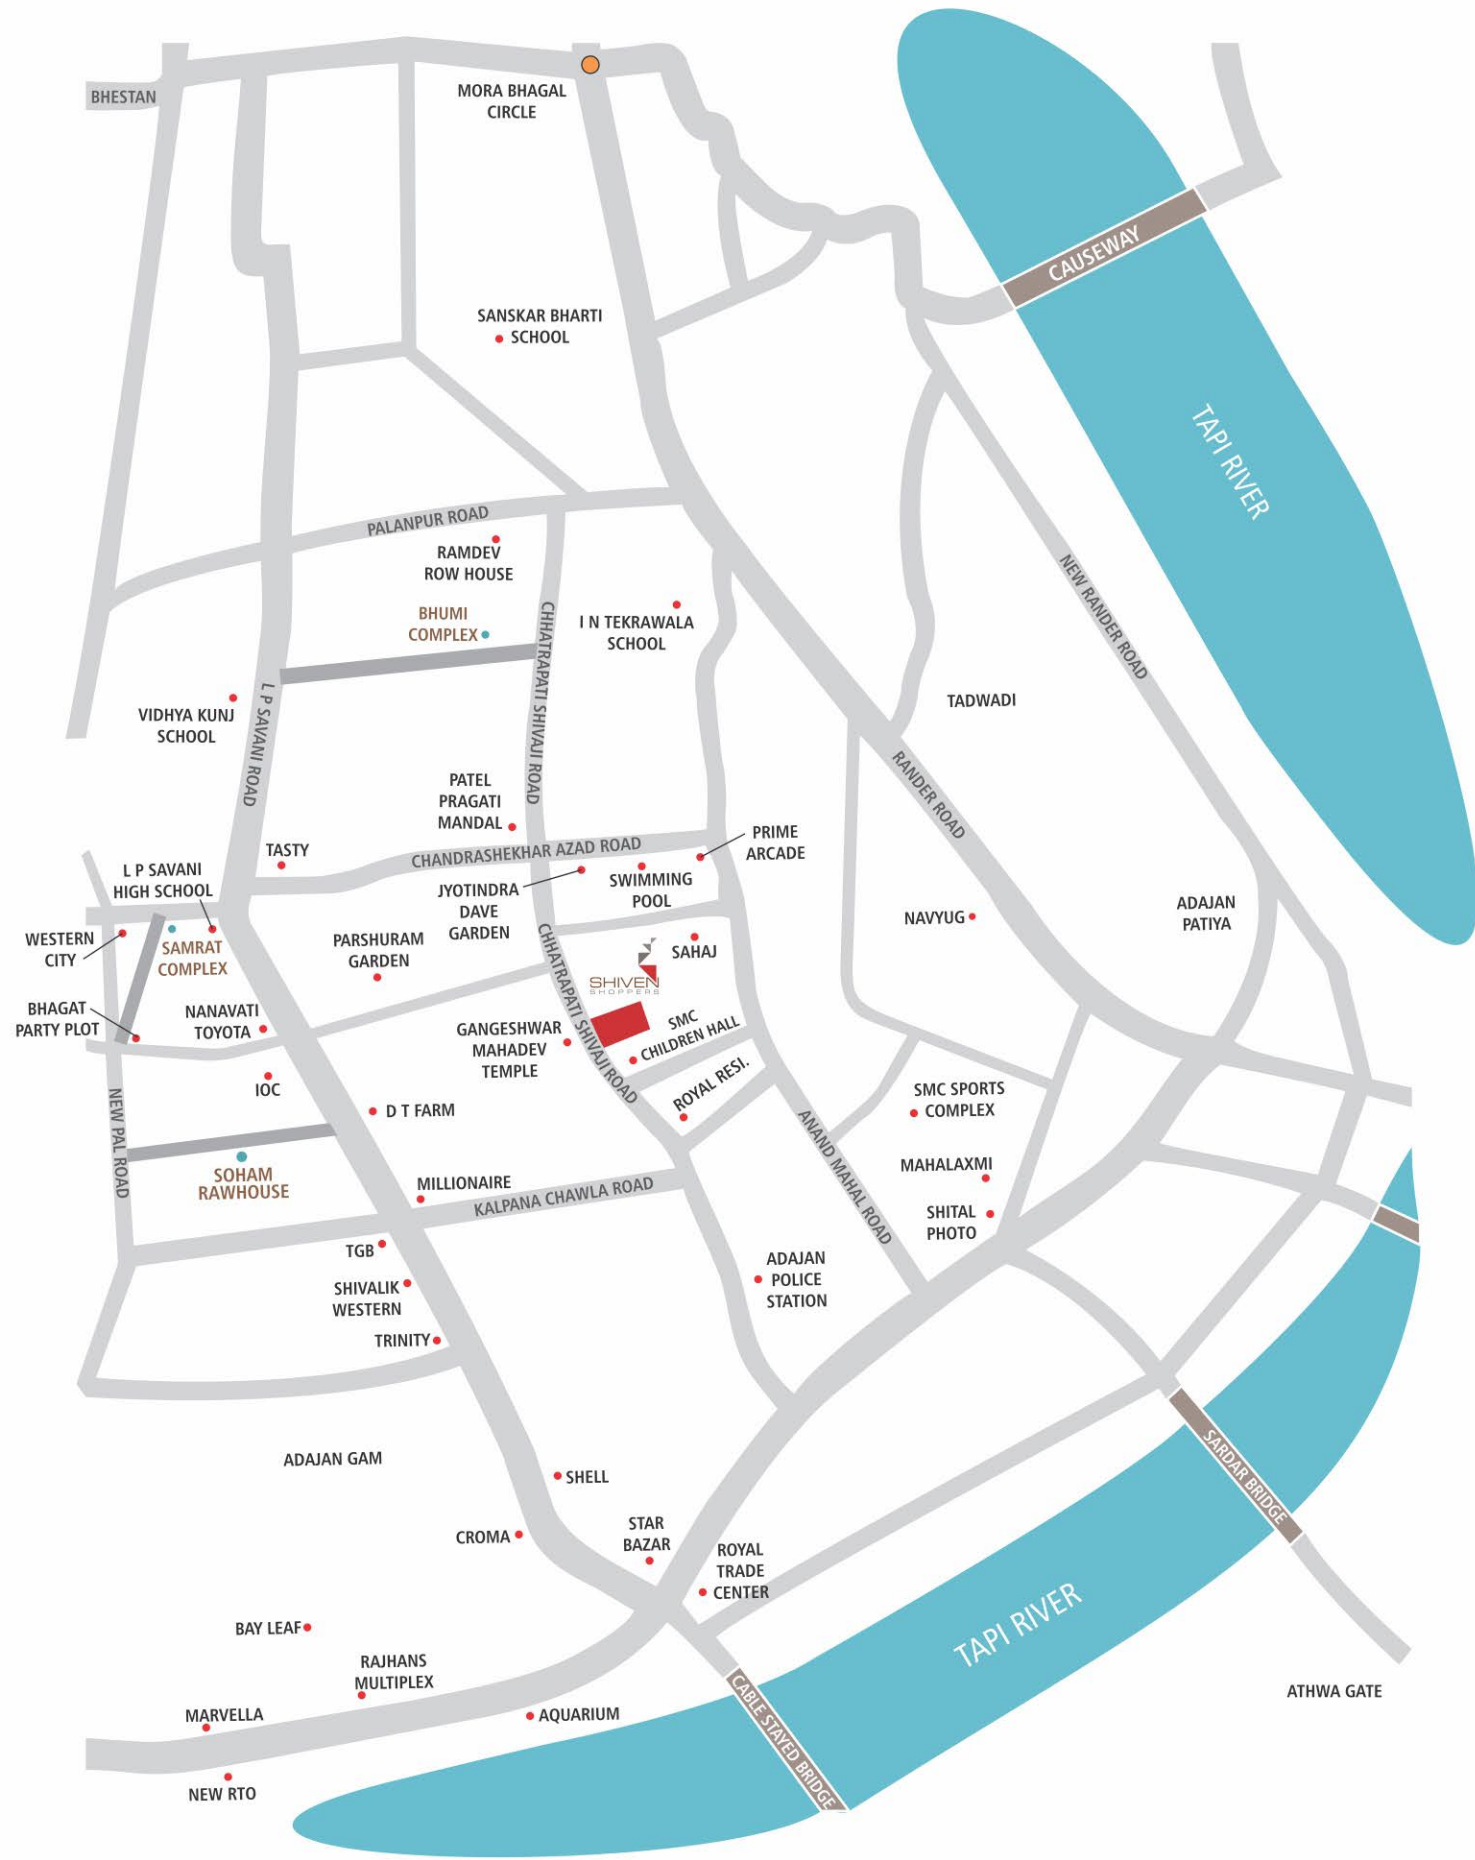 BHESTAN
MORA BHAGAL
CIRCLE
CAUSEWAY
SANSKAR BHARTI
SCHOOL
TAPI RIVER
PALANPUR ROAD
RAMDEV
ROW HOUSE
BHUMI
COMPLEX
I N TEKRAWALA
SCHOOL
CHHATRAPATI SHIVAJI ROAD
NEW RANDER ROAD
L P SAVANI ROAD
VIDHYA KUNJ
SCHOOL
TADWADI
RANDER ROAD
PATEL
PRAGATI
MANDAL
TASTY
CHANDRASHEKHAR AZAD ROAD
PRIME
ARCADE
L P SAVANI
HIGH SCHOOL
JYOTINDRA
DAVE
GARDEN
SWIMMING
POOL
NAVYUG
ADAJAN
PATIYA
WESTERN
CITY
SAMRAT
COMPLEX
PARSHURAM
GARDEN
CHHATRAPATI SHIVAJI ROAD
SAHAJ
SHIVEN
SHOPPERS
BHAGAT
PARTY PLOT
NANAVATI
TOYOTA
GANGESHWAR
MAHADEV
TEMPLE
SMC
CHILDREN HALL
IOC
D T FARM
ROYAL RESI.
SMC SPORTS
COMPLEX
NEW PAL ROAD
ANAND MAHAL ROAD
SOHAM
RAWHOUSE
MILLIONAIRE
KALPANA CHAWLA ROAD
MAHALAXMI
SHITAL
PHOTO
TGB
SHIVALIK
WESTERN
TRINITY
ADAJAN
POLICE
STATION
ADAJAN GAM
SHELL
SARDAR BRIDGE
CROMA
STAR
BAZAR
ROYAL
TRADE
CENTER
TAPI RIVER
BAY LEAF
RAJHANS
MULTIPLEX
ATHWA GATE
MARVELLA
AQUARIUM
CABLE STAYED BRIDGE
NEW RTO